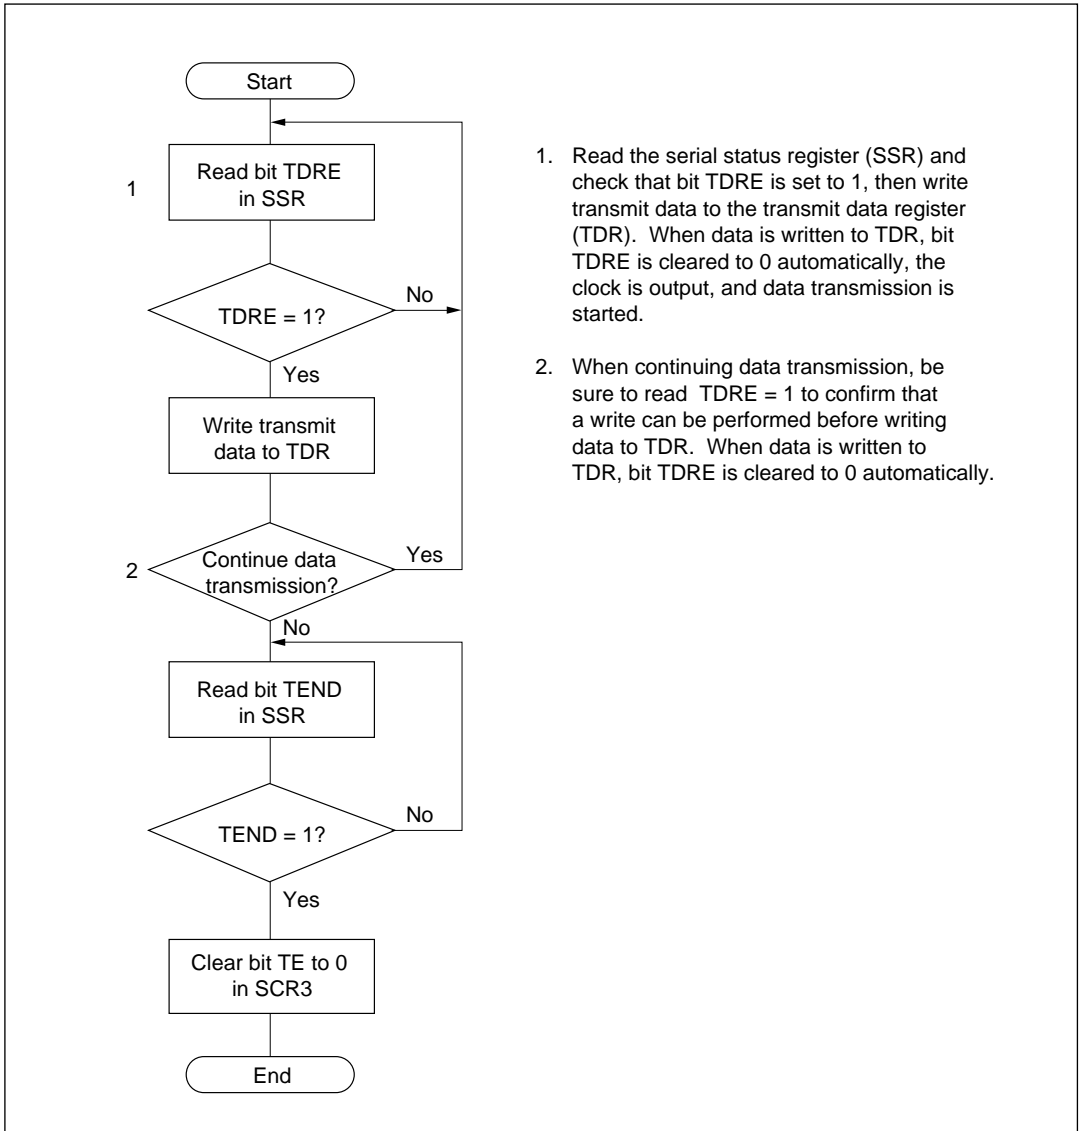 Start
1
Read bit TDRE
in SSR
TDRE = 1?
No
Yes
Write transmit
data to TDR
2
Continue data
transmission?
Yes
No
Read bit TEND
in SSR
TEND = 1?
No
Yes
Clear bit TE to 0
in SCR3
End
1. Read the serial status register (SSR) and
check that bit TDRE is set to 1, then write
transmit data to the transmit data register
(TDR). When data is written to TDR, bit
TDRE is cleared to 0 automatically, the
clock is output, and data transmission is
started.
2. When continuing data transmission, be
sure to read TDRE = 1 to confirm that
a write can be performed before writing
data to TDR. When data is written to
TDR, bit TDRE is cleared to 0 automatically.